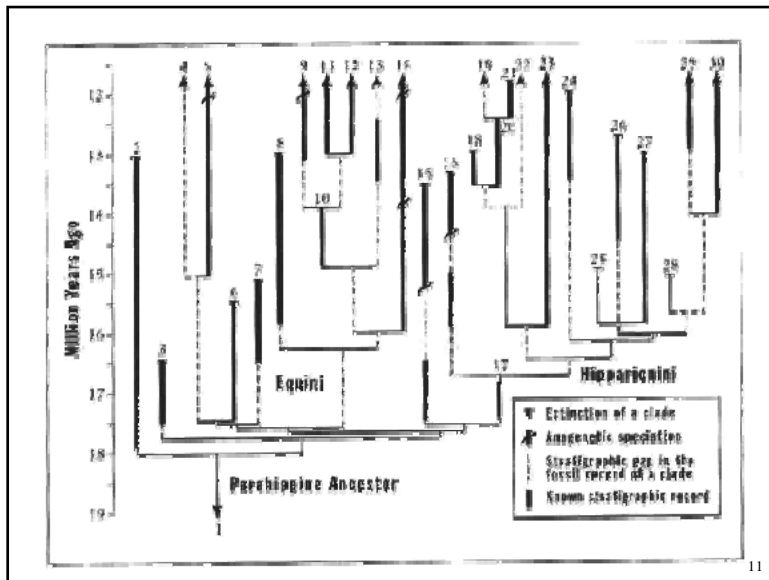 4 5 9 11 12 13 15 19 21 22 23 24 29 30
12
13
14
15
16
17
18
19
Million Years Ago
3
2
6
7
8
10
18
20
16
17
25
26
27
28
Equini
Hipparionini
Parahippine Ancestor
1
Extinction of a clade
Anagenetic speciation
Stratigraphic gap in the
fossil record of a clade
Known stratigraphic record
11